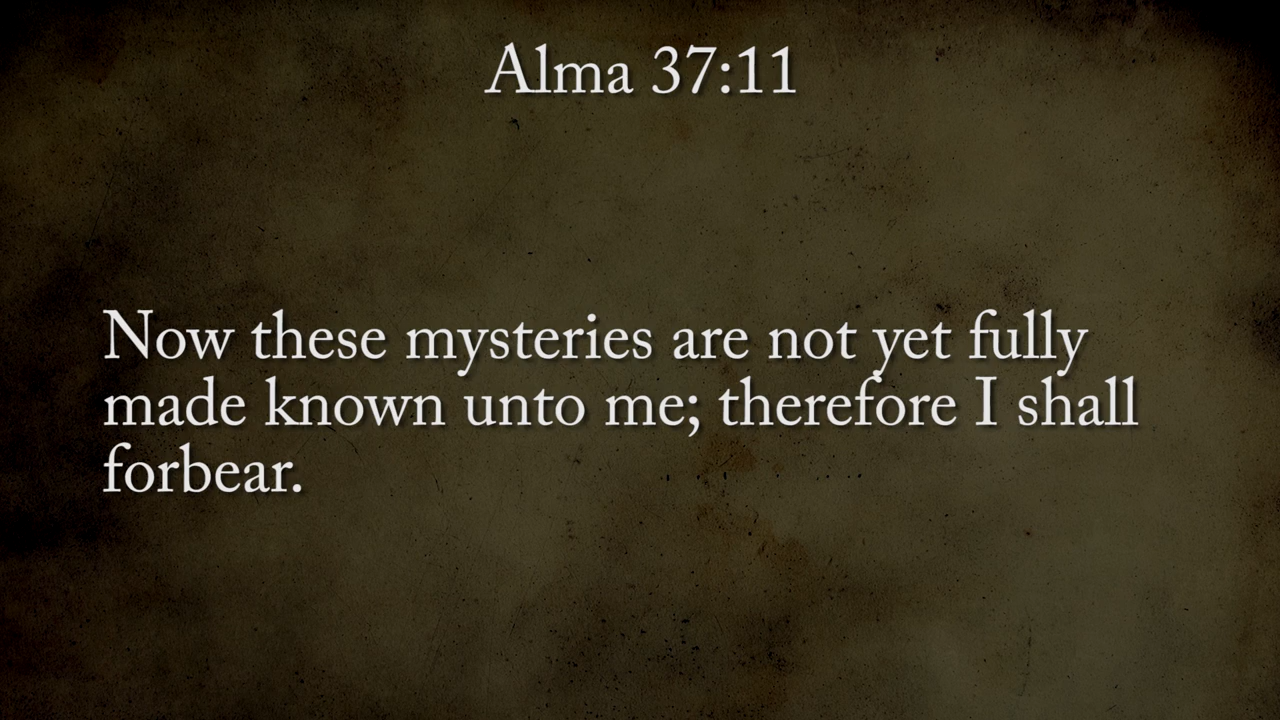 Alma 37:11
Now these mysteries are not yet fully
made known unto me; therefore I shall
forbear.